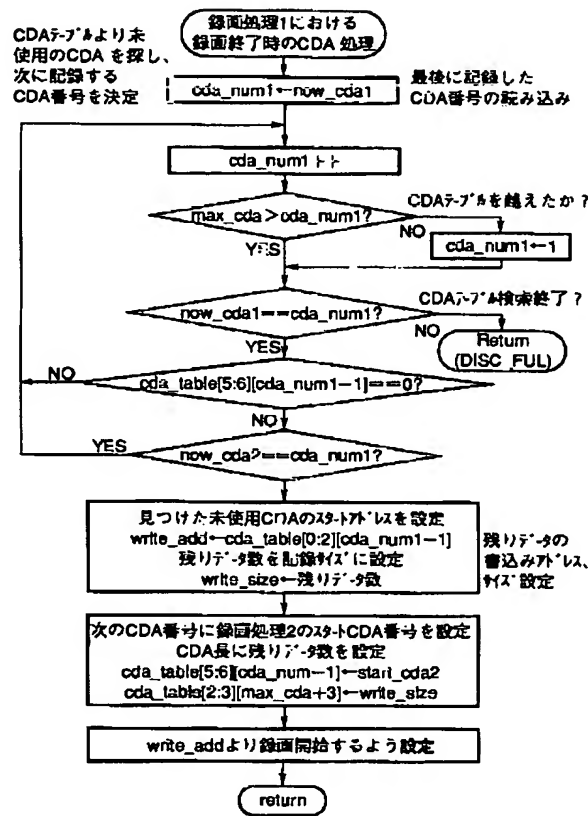 CDAテーブルより未
使用のCDA を探し、
次に記録する
CDA番号を決定
録画処理1における
録画終了時のCDA 処理
cda_num1←now_cda1
最後に記録した
CDA番号の読み込み
cda_num1++
max_cda>cda_num1?
CDAテーブルを越えたか?
NO
YES
cda_num1←1
now_cda1==cda_num1?
CDAテーブル検索終了?
NO
YES
Return
(DISC_FUL)
NO
cda_table[5:6][cda_num1−1]==0?
NO
YES
now_cda2==cda_num1?
見つけた未使用CDAのスタートアドレスを設定
write_add←cda_table[0:2][cda_num1−1]
残りデータ数を記録サイズに設定
write_size←残りデータ数
残りデータの
書込みアドレス、
サイズ設定
次のCDA番号に録画処理2のスタートCDA番号を設定
CDA長に残りデータ数を設定
cda_table[5:6][cda_num−1]←start_cda2
cda_table[2:3][max_cda+3]←write_size
write_addより録画開始するよう設定
return